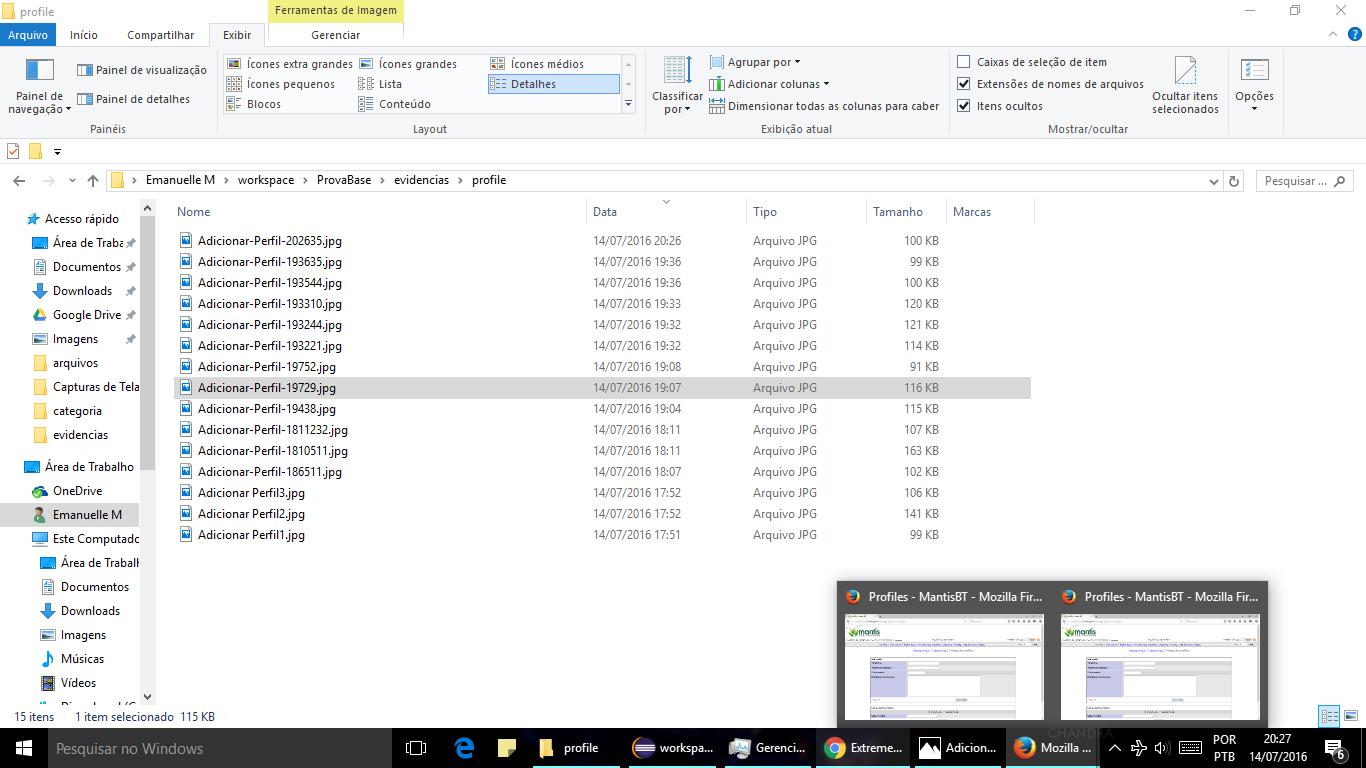 profile
Ferramentas de Imagem
Arquivo Início Compartilhar Exibir Gerenciar
Painel de navegação
Painel de visualização
Painel de detalhes
Painéis
Ícones extra grandes Ícones grandes Ícones médios
Ícones pequenos Lista Detalhes
Blocos Conteúdo
Layout
Classificar por
Agrupar por
Adicionar colunas
Dimensionar todas as colunas para caber
Exibição atual
Caixas de seleção de item
Extensões de nomes de arquivos
Itens ocultos
Ocultar itens selecionados
Mostrar/ocultar
Opções
Emanuelle M > workspace > ProvaBase > evidencias > profile
Pesquisar ...
Acesso rápido
Área de Traba
Documentos
Downloads
Google Drive
Imagens
arquivos
Capturas de Tela
categoria
evidencias
Área de Trabalho
OneDrive
Emanuelle M
Este Computado
Área de Trabalh
Documentos
Downloads
Imagens
Músicas
Vídeos
Nome Data Tipo Tamanho Marcas
Adicionar-Perfil-202635.jpg 14/07/2016 20:26 Arquivo JPG 100 KB
Adicionar-Perfil-193635.jpg 14/07/2016 19:36 Arquivo JPG 99 KB
Adicionar-Perfil-193544.jpg 14/07/2016 19:36 Arquivo JPG 100 KB
Adicionar-Perfil-193310.jpg 14/07/2016 19:33 Arquivo JPG 120 KB
Adicionar-Perfil-193244.jpg 14/07/2016 19:32 Arquivo JPG 121 KB
Adicionar-Perfil-193221.jpg 14/07/2016 19:32 Arquivo JPG 114 KB
Adicionar-Perfil-19752.jpg 14/07/2016 19:08 Arquivo JPG 91 KB
Adicionar-Perfil-19729.jpg 14/07/2016 19:07 Arquivo JPG 116 KB
Adicionar-Perfil-19438.jpg 14/07/2016 19:04 Arquivo JPG 115 KB
Adicionar-Perfil-1811232.jpg 14/07/2016 18:11 Arquivo JPG 107 KB
Adicionar-Perfil-1810511.jpg 14/07/2016 18:11 Arquivo JPG 163 KB
Adicionar-Perfil-186511.jpg 14/07/2016 18:07 Arquivo JPG 102 KB
Adicionar Perfil3.jpg 14/07/2016 17:52 Arquivo JPG 106 KB
Adicionar Perfil2.jpg 14/07/2016 17:52 Arquivo JPG 141 KB
Adicionar Perfil1.jpg 14/07/2016 17:51 Arquivo JPG 99 KB
Profiles - MantisBT - Mozilla Fir... Profiles - MantisBT - Mozilla Fir...
mantis mantis
15 itens 1 item selecionado 115 KB
CHANDRA
Pesquisar no Windows
profile
workspa...
Gerenci...
Extreme...
Adicion...
Mozilla ...
POR
PTB
20:27
14/07/2016
6